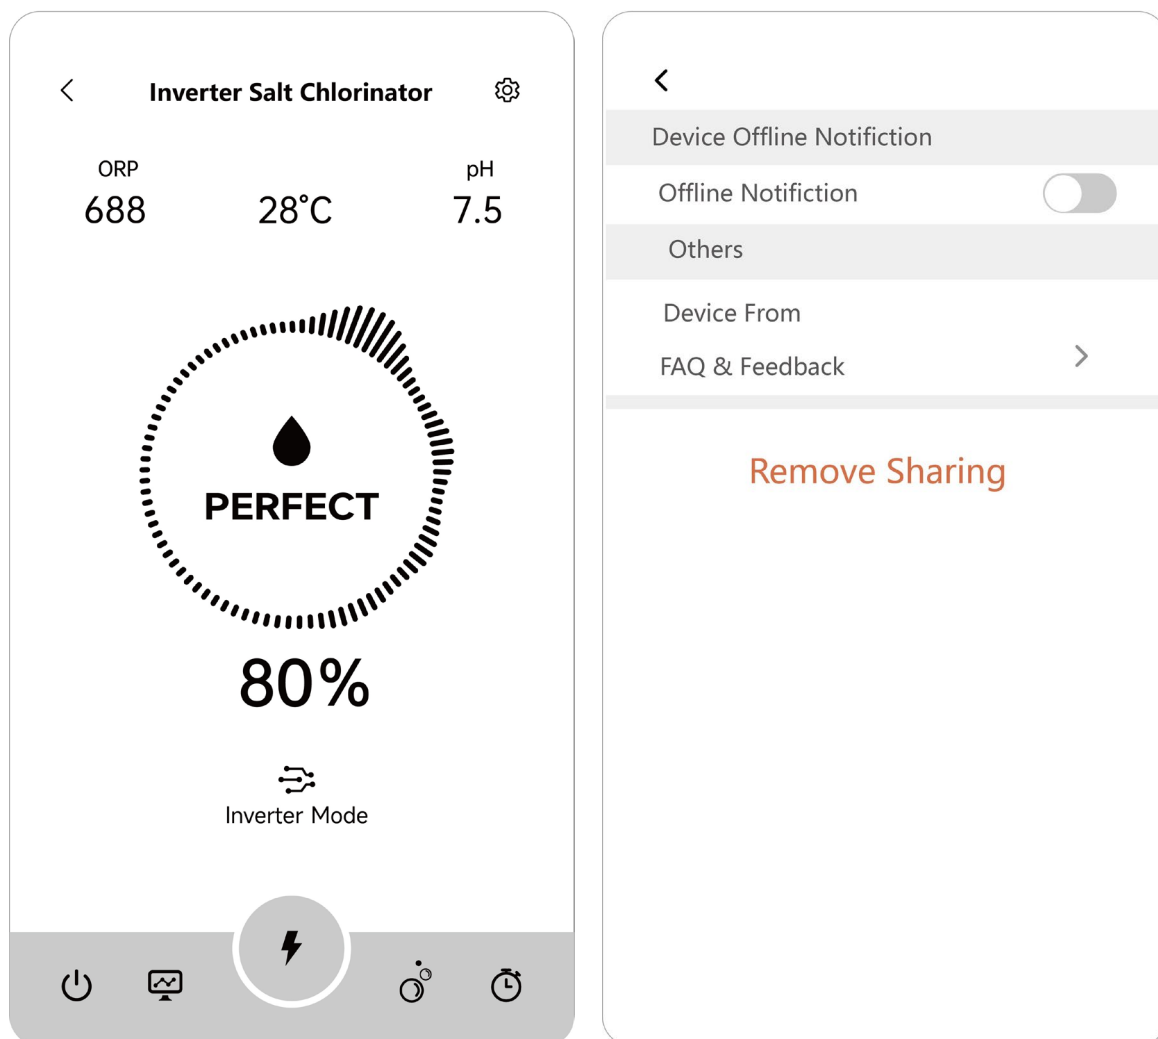 Inverter Salt Chlorinator
ORP
pH
688
28°C
7.5
PERFECT
80%
Inverter Mode
Device Offline Notifiction
Offline Notifiction
Others
Device From
FAQ & Feedback
Remove Sharing